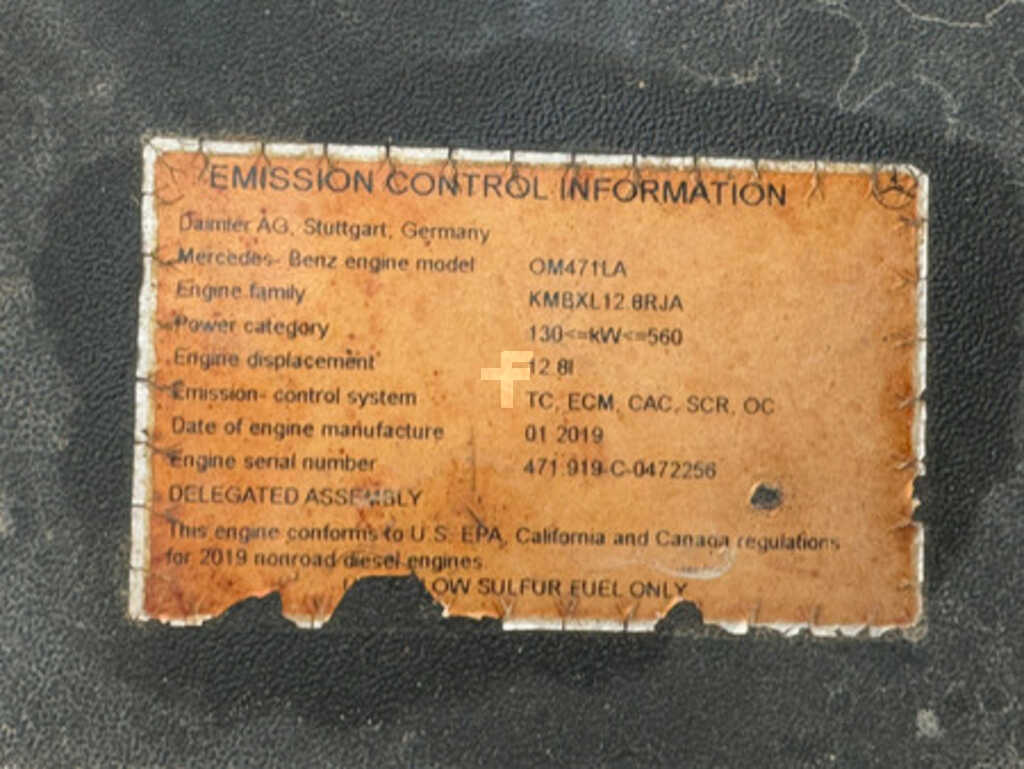 EMISSION CONTROL INFORMATION
Daimler AG, Stuttgart, Germany
Mercedes- Benz engine model OM471LA
Engine family KMBXL12.8RJA
Power category 130<=kW<=560
Engine displacement 12.8l
Emission- control system TC, ECM, CAC, SCR, OC
Date of engine manufacture 01 2019
Engine serial number 471.919-C-0472256
DELEGATED ASSEMBLY
This engine conforms to U.S. EPA, California and Canada regulations
for 2019 nonroad diesel engines
LOW SULFUR FUEL ONLY